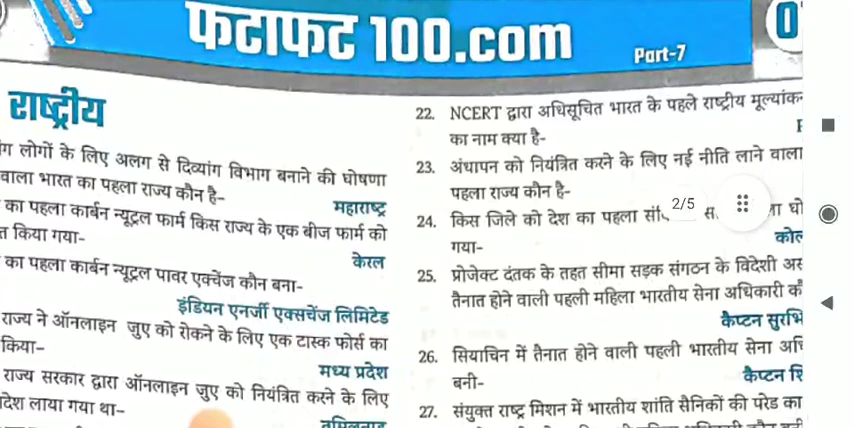 फटाफट 100.com
Part-7
राष्ट्रीय
लोगों के लिए अलग से दिव्यांग विभाग बनाने की घोषणा
वाला भारत का पहला राज्य कौन है-
महाराष्ट्र
का पहला कार्बन न्यूट्रल फार्म किस राज्य के एक बीज फार्म को
किया गया-
केरल
का पहला कार्बन न्यूट्रल पावर एक्चेंज कौन बना-
इंडियन एनर्जी एक्सचेंज लिमिटेड
राज्य ने ऑनलाइन जुए को रोकने के लिए एक टास्क फोर्स का
किया-
मध्य प्रदेश
राज्य सरकार द्वारा ऑनलाइन जुए को नियंत्रित करने के लिए
लाया गया था-
22. NCERT द्वारा अधिसूचित भारत के पहले राष्ट्रीय
का नाम क्या है-
23. अंधापन को नियंत्रित करने के लिए नई नीति लाने वाला
पहला राज्य कौन है-
2/5
24. किस जिले को देश का पहला
गया-
25. प्रोजेक्ट दंतक के तहत सीमा सड़क संगठन के विदेशी
तैनात होने वाली पहली महिला भारतीय सेना अधिकारी
कैप्टन
26. सियाचिन में तैनात होने वाली पहली भारतीय सेना
बनी-
कैप्टन
27. संयुक्त राष्ट्र मिशन में भारतीय शांति सैनिकों की परेड का